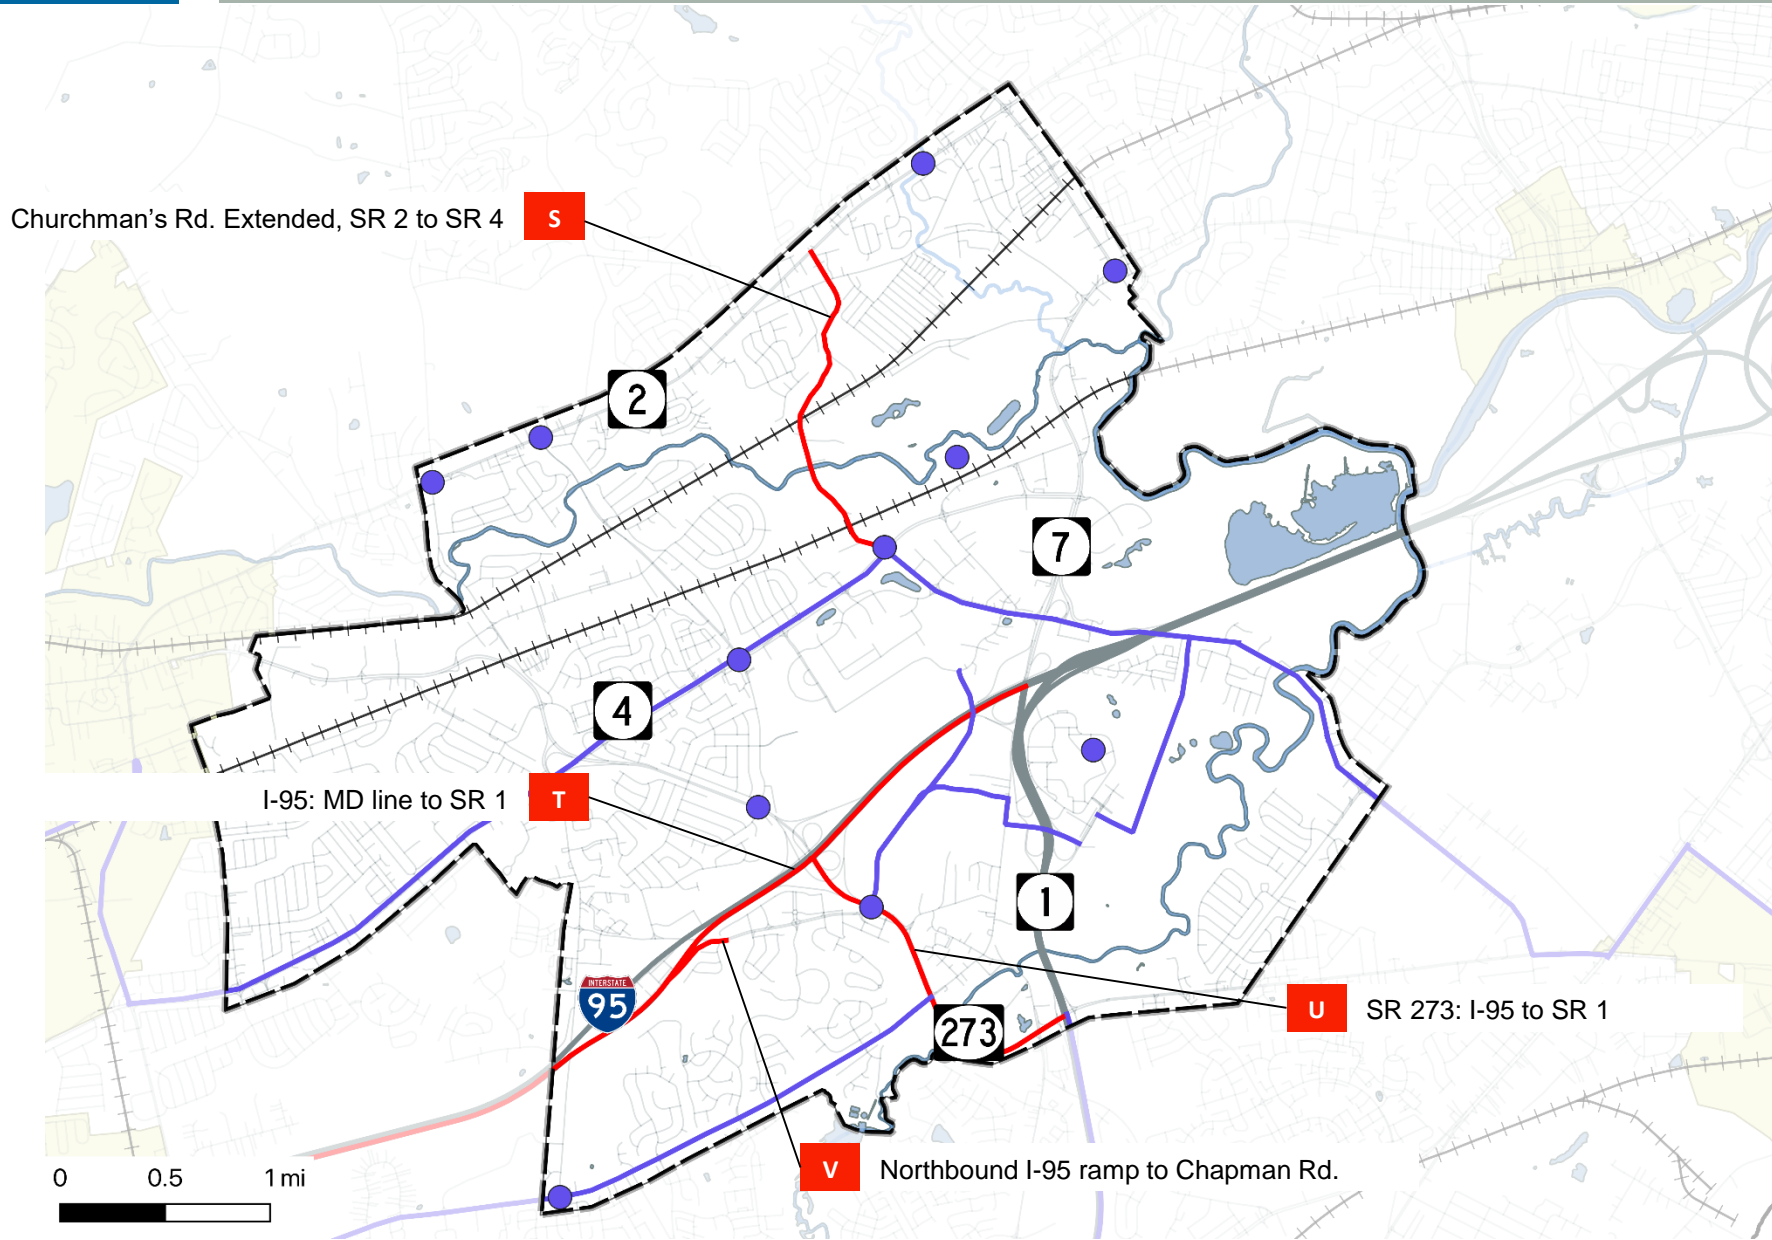 Churchman's Rd. Extended, SR 2 to SR 4
S
2
7
4
I-95: MD line to SR 1
T
1
INTERSTATE
95
U
SR 273: I-95 to SR 1
273
V
Northbound I-95 ramp to Chapman Rd.
0 0.5 1 mi